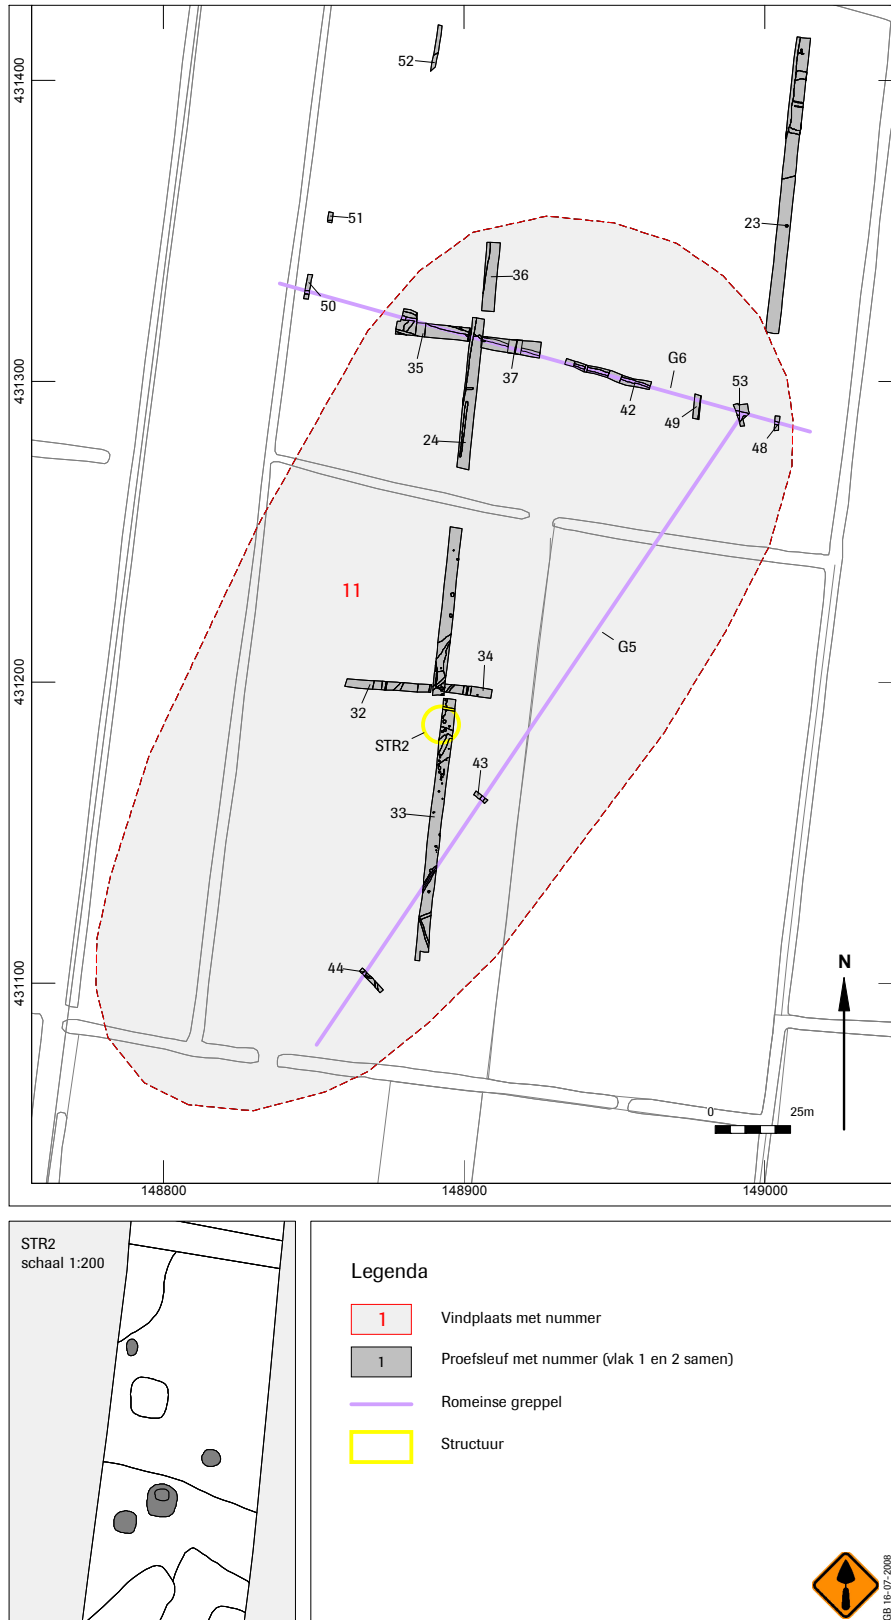 431400
431300
431200
431100
52
23
51
36
50
35
37
G6
42
49
53
48
24
11
G5
34
32
STR2
43
33
44
N
0 25m
148800 148900 149000
STR2
schaal 1:200
Legenda
1 Vindplaats met nummer
1 Proefsleuf met nummer (vlak 1 en 2 samen)
Romeinse greppel
Structuur